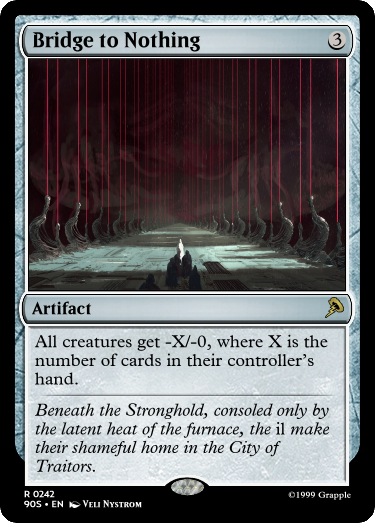 Bridge to Nothing 3
Artifact
All creatures get -X/-0, where X is the
number of cards in their controller's
hand.
Beneath the Stronghold, consoled only by
the latent heat of the furnace, the il make
their shameful home in the City of
Traitors.
R 0242
90S • EN Veli Nystrom
©1999 Grapple